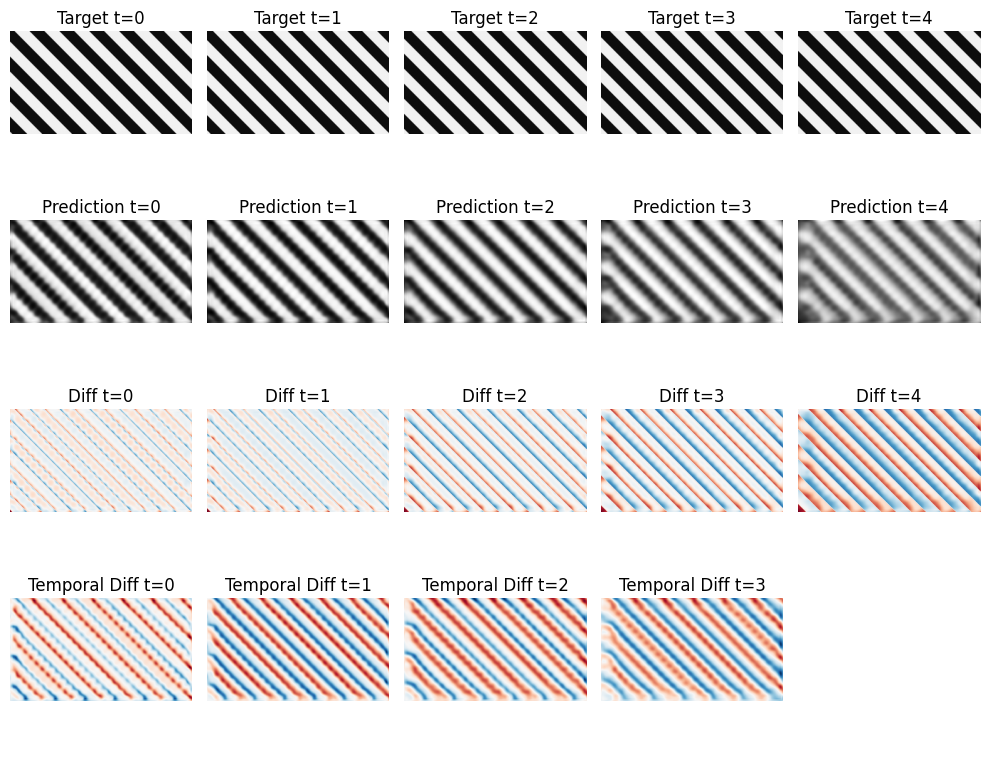 Target t=0
Target t=1
Target t=2
Target t=3
Target t=4
Prediction t=0
Prediction t=1
Prediction t=2
Prediction t=3
Prediction t=4
Diff t=0
Diff t=1
Diff t=2
Diff t=3
Diff t=4
Temporal Diff t=0
Temporal Diff t=1
Temporal Diff t=2
Temporal Diff t=3